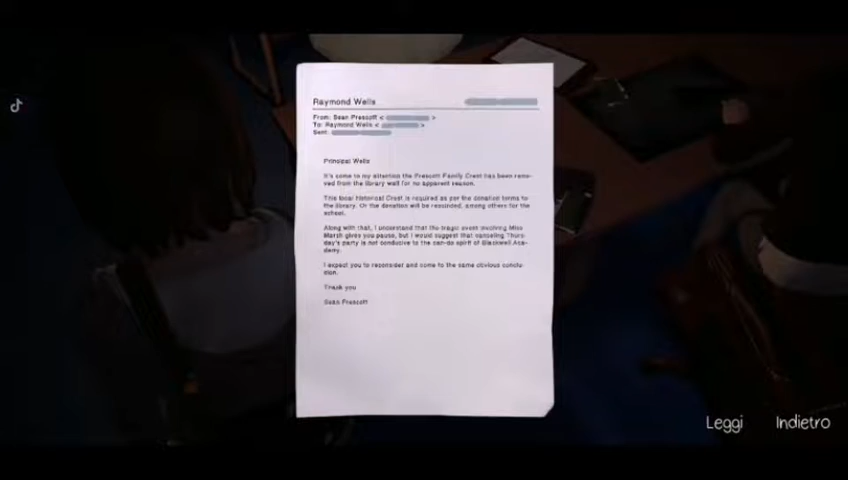 Raymond Wells
From: Sean Prescott < >
To: Raymond Wells < >
Sent:
Principal Wells
It's come to my attention the Prescott Family Crest has been remo-
ved from the library wall for no apparent reason.
This local historical Crest is required as per the donation terms to
the library. Or the donation will be rescinded, among others for the
school.
Along with that, I understand that the tragic event involving Miss
Marsh gives you pause, but I would suggest that canceling Thurs-
day's party is not conducive to the can-do spirit of Blackwell Aca-
demy.
I expect you to reconsider and come to the same obvious conclu-
sion.
Thank you
Sean Prescott
Leggi Indietro